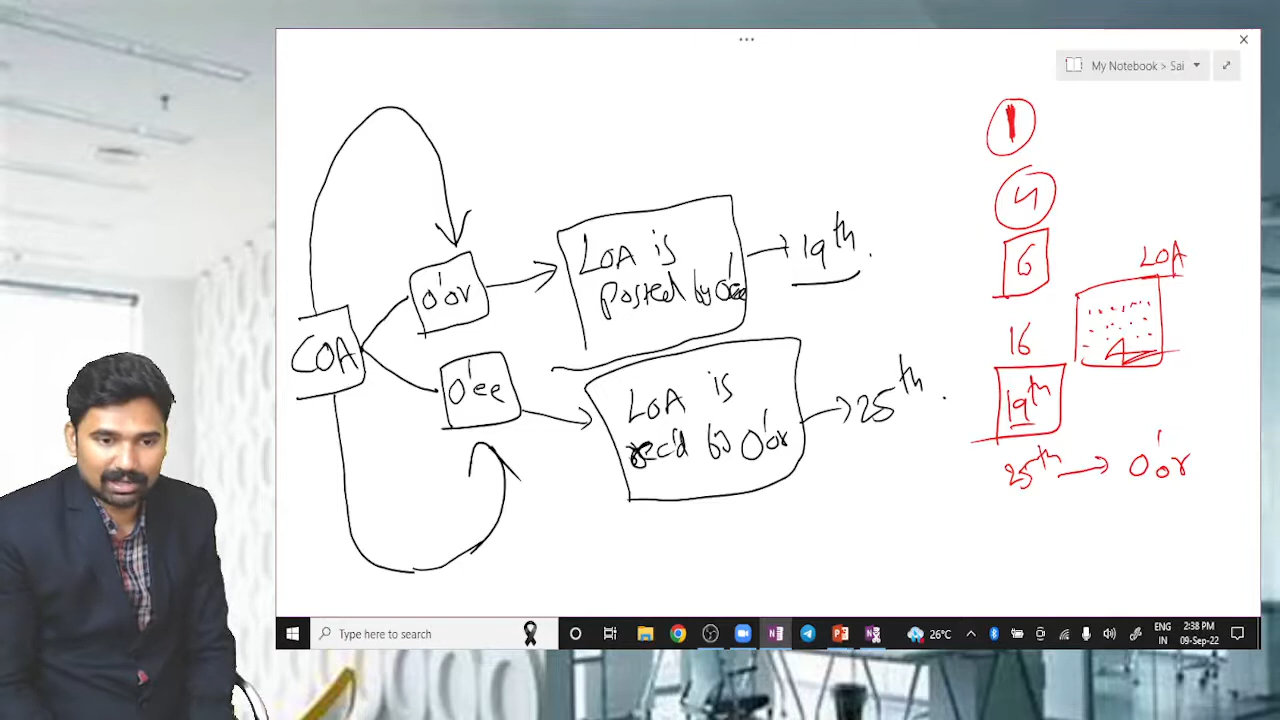 My Notebook > Sai
1
4
6
LOA
16
19th
25th → O'or
COA
O'or
LOA is
posted by O'ee
19th.
O'ee
LOA is
rec'd by O'or
25th.
Type here to search
26°C
ENG
IN
2:38 PM
09-Sep-22